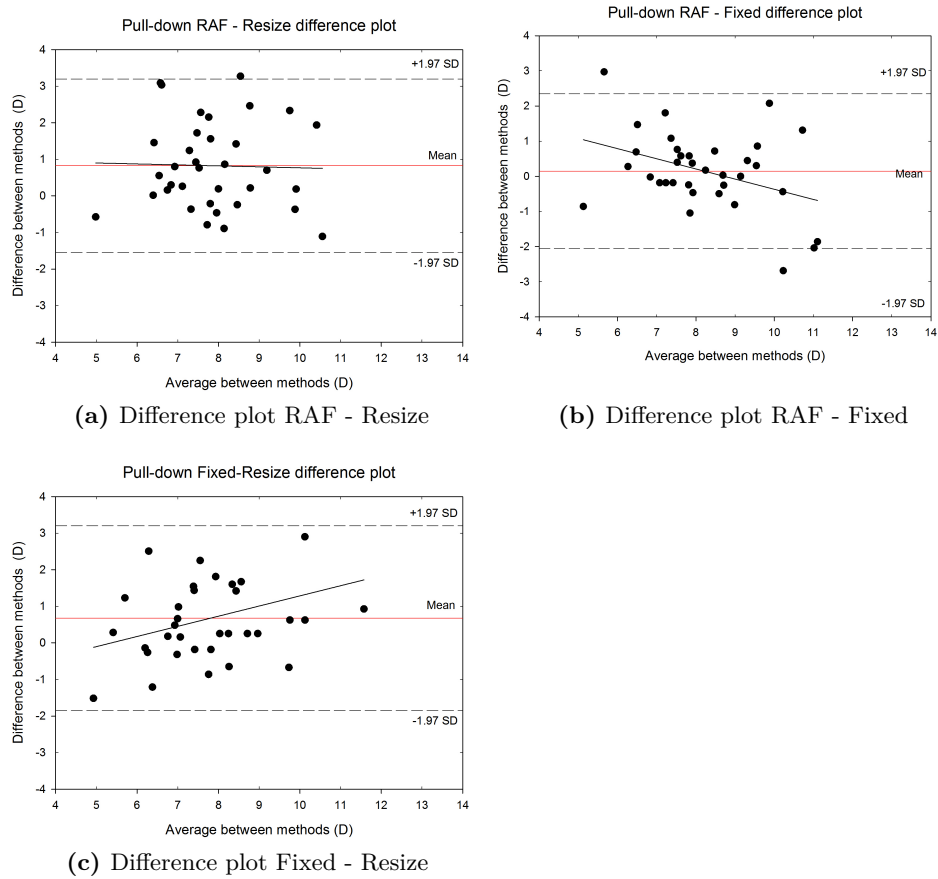 Pull-down RAF - Resize difference plot
Difference between methods (D)
4
3
2
1
0
-1
-2
-3
-4
+1.97 SD
Mean
-1.97 SD
4 5 6 7 8 9 10 11 12 13 14
Average between methods (D)
(a) Difference plot RAF - Resize
Pull-down RAF - Fixed difference plot
Difference between methods (D)
4
3
2
1
0
-1
-2
-3
-4
+1.97 SD
Mean
-1.97 SD
4 5 6 7 8 9 10 11 12 13 14
Average between methods (D)
(b) Difference plot RAF - Fixed
Pull-down Fixed-Resize difference plot
Difference between methods (D)
4
3
2
1
0
-1
-2
-3
-4
+1.97 SD
Mean
-1.97 SD
4 5 6 7 8 9 10 11 12 13 14
Average between methods (D)
(c) Difference plot Fixed - Resize